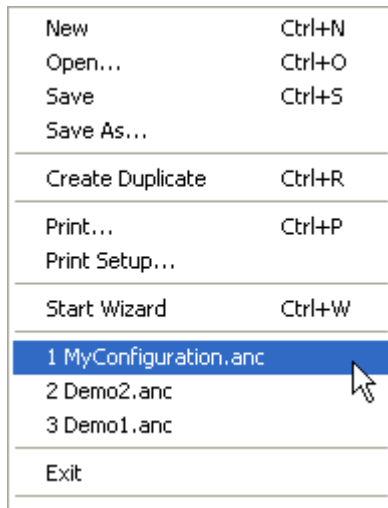 New Ctrl+N
Open... Ctrl+O
Save Ctrl+S
Save As...
Create Duplicate Ctrl+R
Print... Ctrl+P
Print Setup...
Start Wizard Ctrl+W
1 MyConfiguration.anc
2 Demo2.anc
3 Demo1.anc
Exit